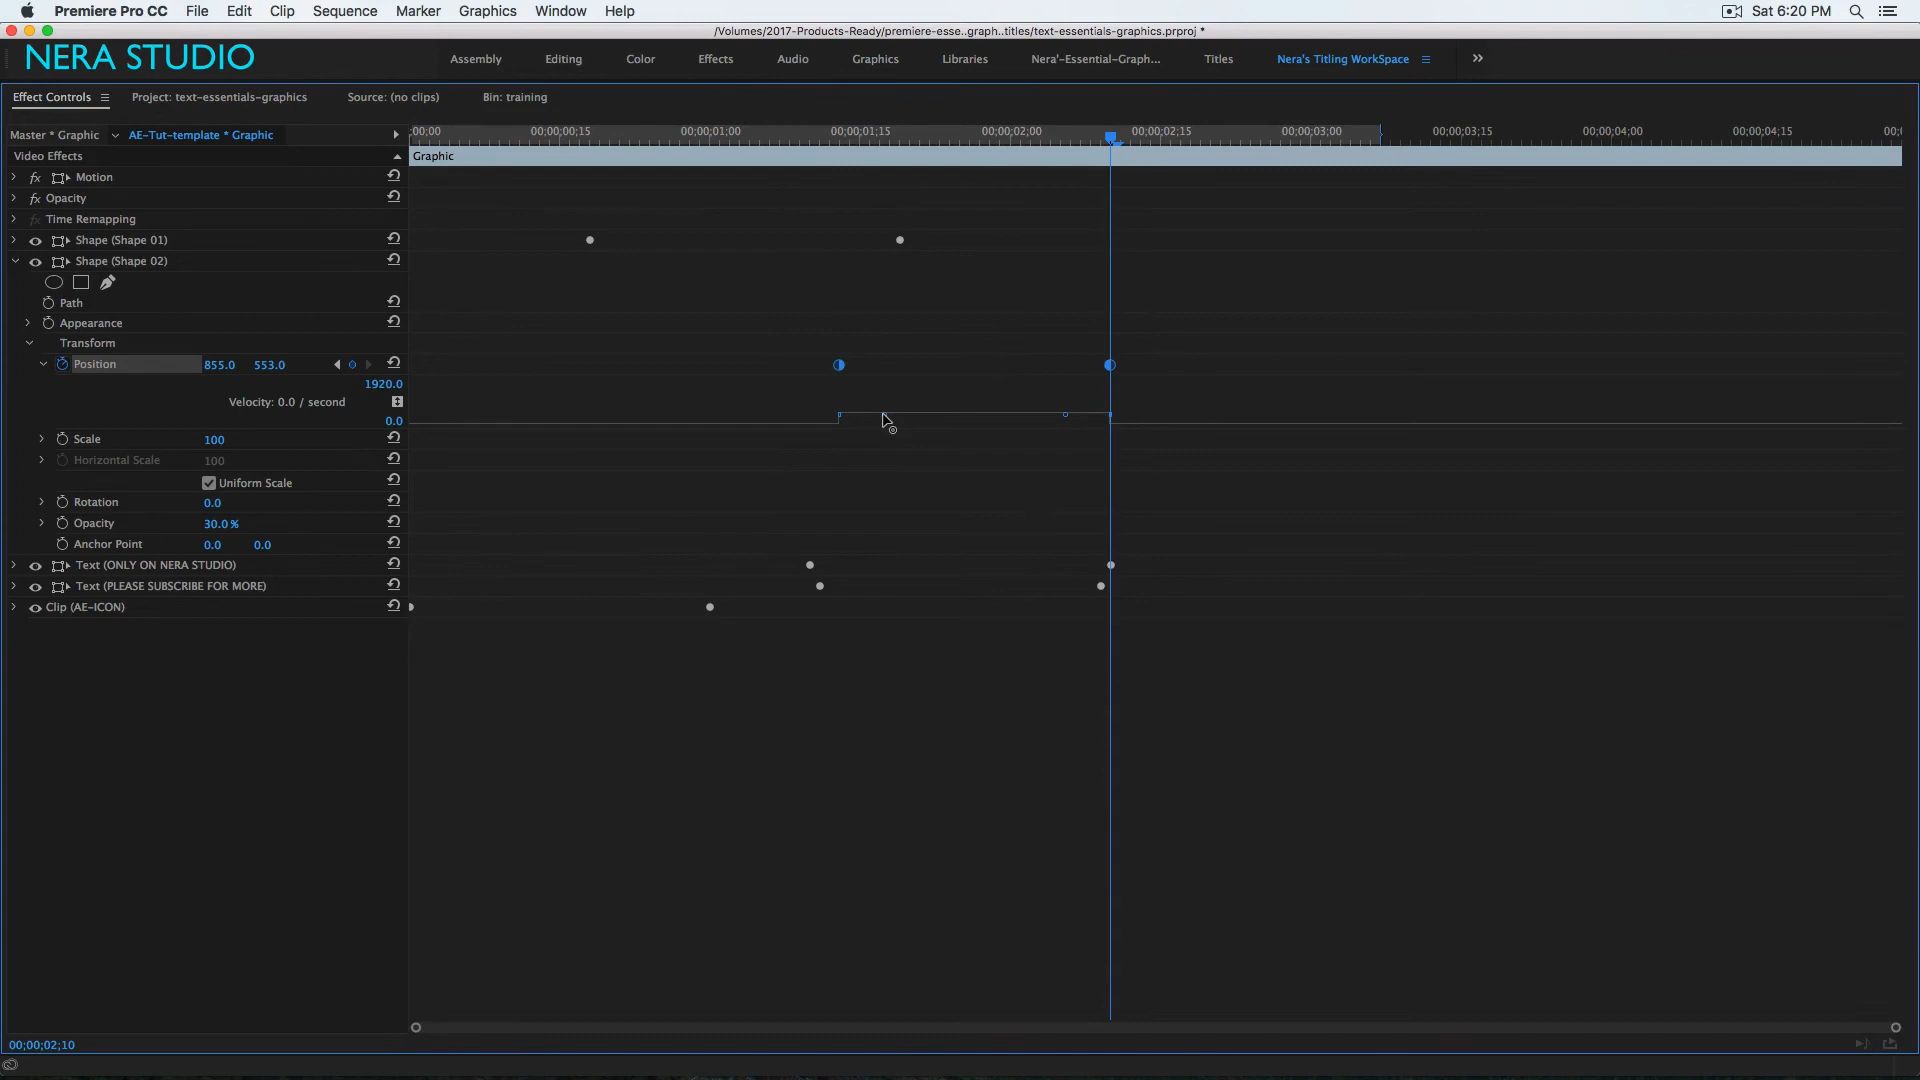 Premiere Pro CC File Edit Clip Sequence Marker Graphics Window Help Sat 6:20 PM
/Volumes/2017-Products-Ready/premiere-esse..graph..titles/text-essentials-graphics.prproj *
NERA STUDIO
Assembly Editing Color Effects Audio Graphics Libraries Nera'-Essential-Graph... Titles Nera's Titling WorkSpace
Effect Controls Project: text-essentials-graphics Source: (no clips) Bin: training
Master * Graphic AE-Tut-template * Graphic
:00;00 00;00;00;15 00;00;01;00 00;00;01;15 00;00;02;00 00;00;02;15 00;00;03;00 00;00;03;15 00;00;04;00 00;00;04;15 00;0
Video Effects Graphic
fx Motion
fx Opacity
fx Time Remapping
Shape (Shape 01)
Shape (Shape 02)
Path
Appearance
Transform
Position 855.0 553.0
1920.0
Velocity: 0.0 / second
0.0
Scale 100
Horizontal Scale 100
Uniform Scale
Rotation 0.0
Opacity 30.0 %
Anchor Point 0.0 0.0
Text (ONLY ON NERA STUDIO)
Text (PLEASE SUBSCRIBE FOR MORE)
Clip (AE-ICON)
00;00;02;10